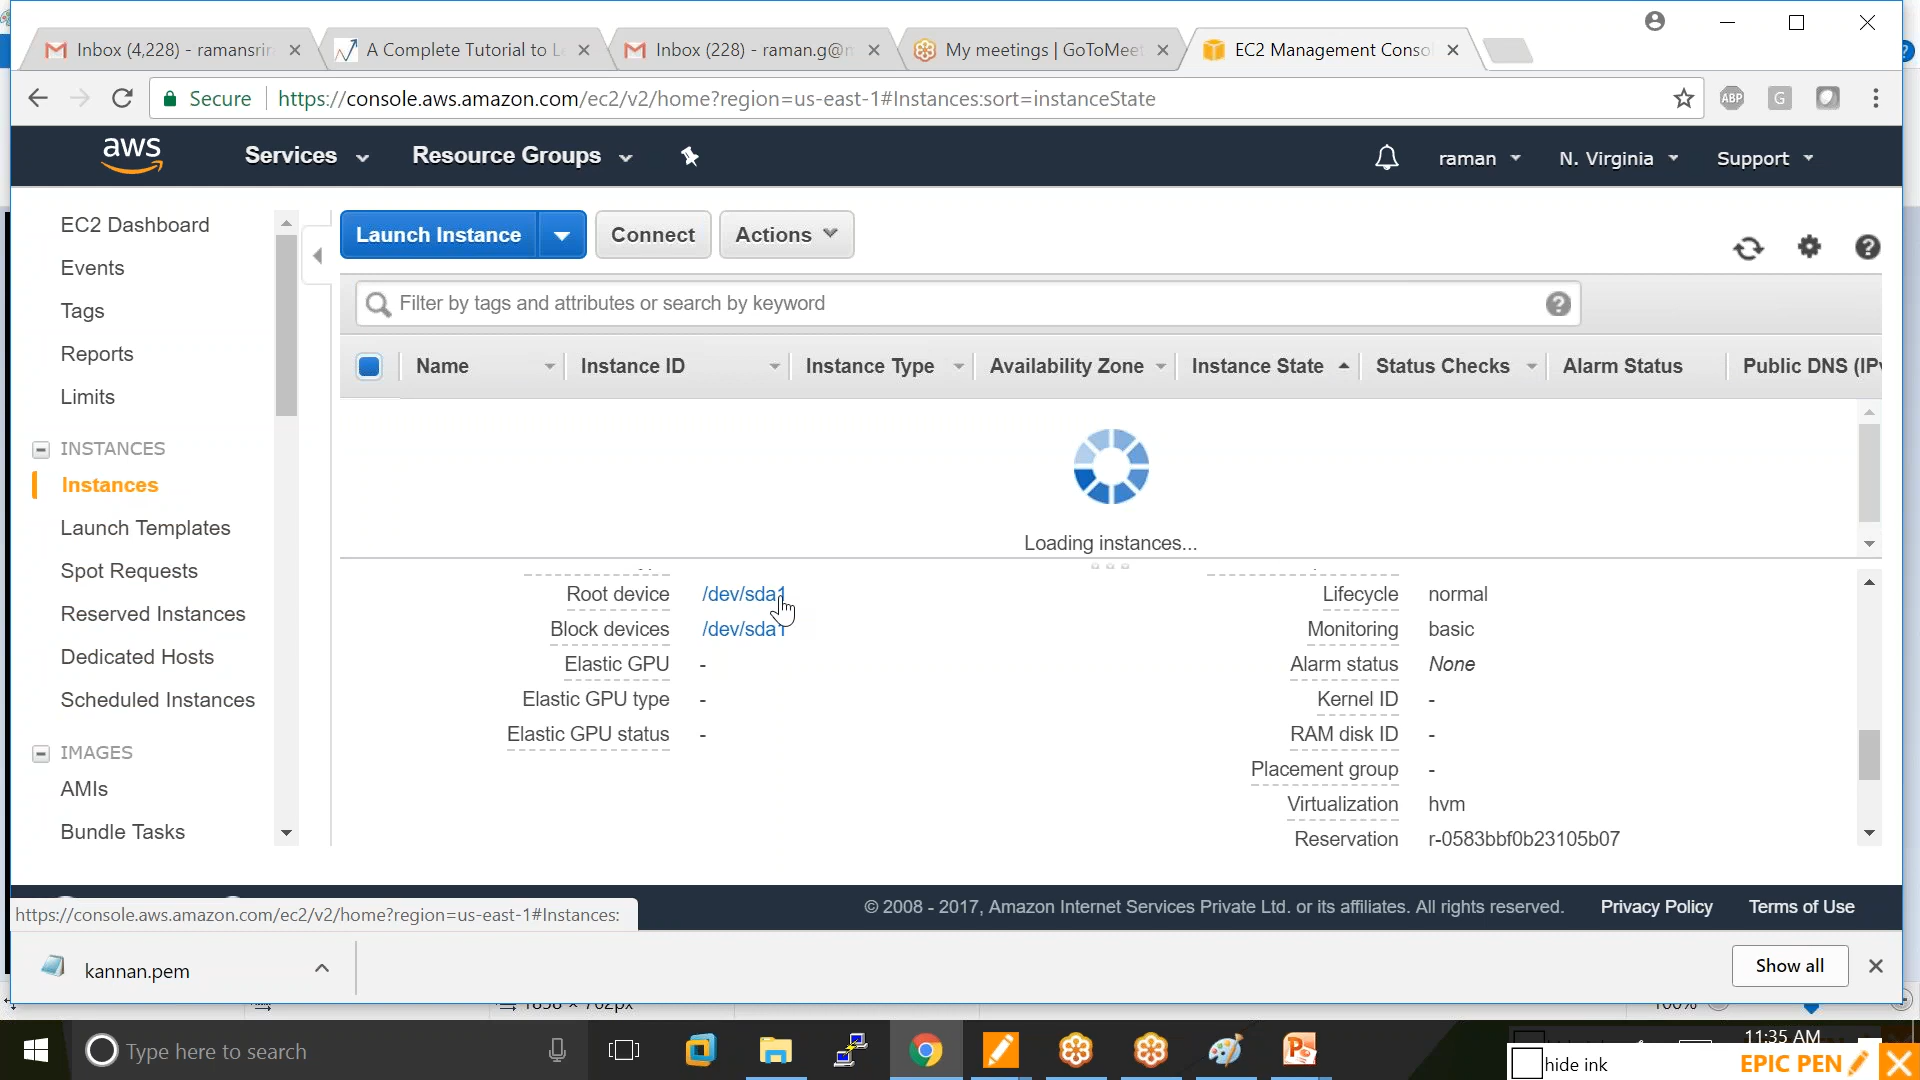 Inbox (4,228) - ramansri
A Complete Tutorial to L
Inbox (228) - raman.g@
My meetings | GoToMee
EC2 Management Conso
Secure
https://console.aws.amazon.com/ec2/v2/home?region=us-east-1#Instances:sort=instanceState
ABP
G
aws
Services
Resource Groups
raman
N. Virginia
Support
EC2 Dashboard
Events
Tags
Reports
Limits
INSTANCES
Instances
Launch Templates
Spot Requests
Reserved Instances
Dedicated Hosts
Scheduled Instances
IMAGES
AMIs
Bundle Tasks
Launch Instance
Connect
Actions
Filter by tags and attributes or search by keyword
Name
Instance ID
Instance Type
Availability Zone
Instance State
Status Checks
Alarm Status
Public DNS (IPv
Loading instances...
Root device /dev/sda1
Block devices /dev/sda1
Elastic GPU -
Elastic GPU type -
Elastic GPU status -
Lifecycle normal
Monitoring basic
Alarm status None
Kernel ID -
RAM disk ID -
Placement group -
Virtualization hvm
Reservation r-0583bbf0b23105b07
https://console.aws.amazon.com/ec2/v2/home?region=us-east-1#Instances:
© 2008 - 2017, Amazon Internet Services Private Ltd. or its affiliates. All rights reserved.
Privacy Policy
Terms of Use
kannan.pem
Show all
Type here to search
11:35 AM
hide ink
EPIC PEN